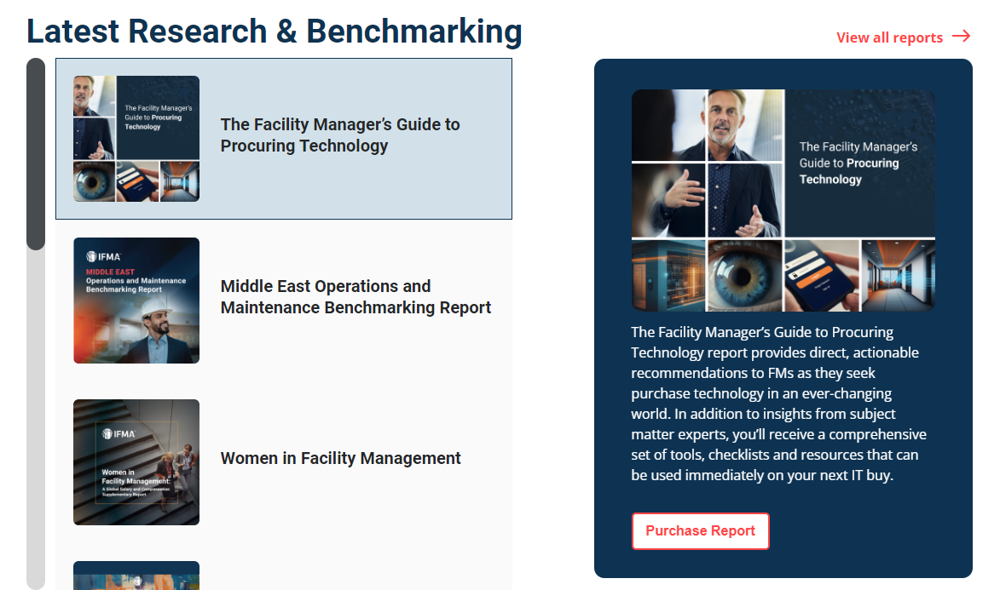 Latest Research & Benchmarking
View all reports
The Facility Manager's
Guide to Procuring
Technology
The Facility Manager’s Guide to
Procuring Technology
IFMA
MIDDLE EAST
Operations and Maintenance
Benchmarking Report
Middle East Operations and
Maintenance Benchmarking Report
IFMA
Women in
Facility Management:
A Global Salary and Compensation
Supplementary Report
Women in Facility Management
The Facility Manager's
Guide to Procuring
Technology
Login
The Facility Manager’s Guide to Procuring
Technology report provides direct, actionable
recommendations to FMs as they seek
purchase technology in an ever-changing
world. In addition to insights from subject
matter experts, you’ll receive a comprehensive
set of tools, checklists and resources that can
be used immediately on your next IT buy.
Purchase Report